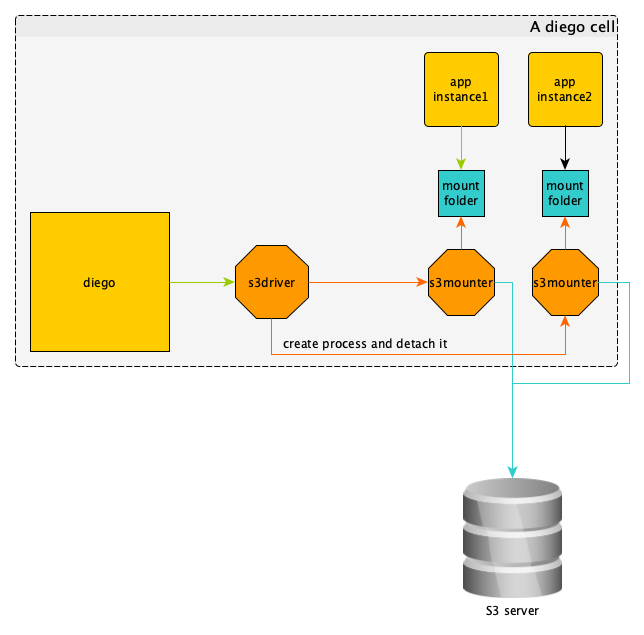 A diego cell
app
instance1
app
instance2
mount
folder
mount
folder
diego
s3driver
s3mounter
s3mounter
create process and detach it
S3 server